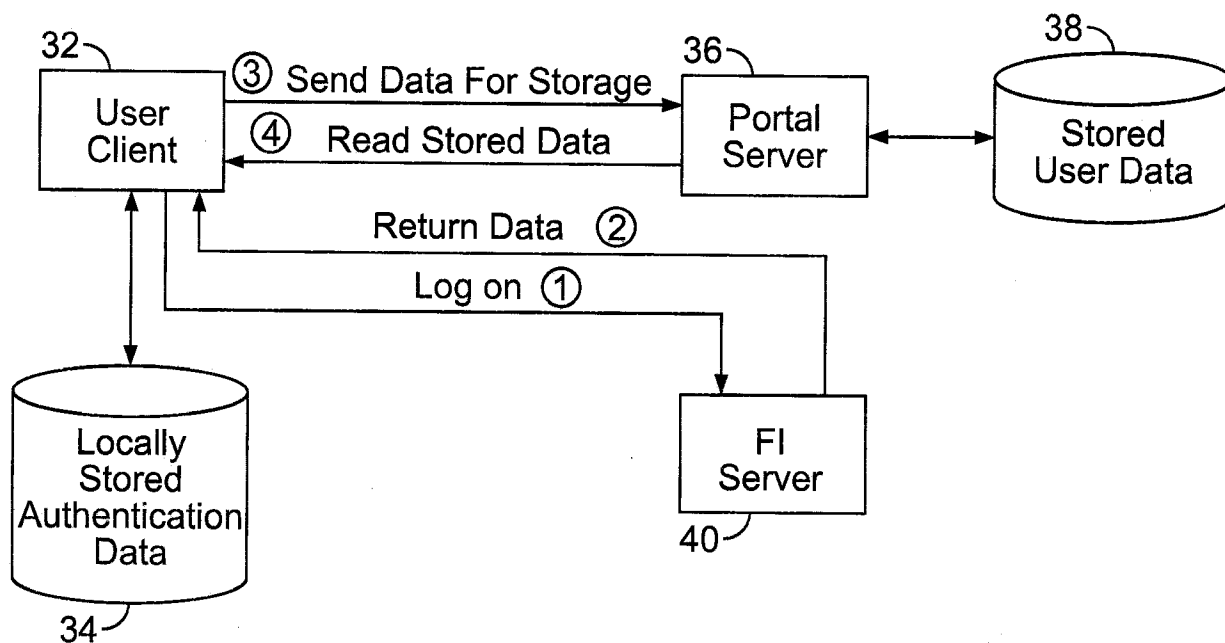 32
User
Client
③ Send Data For Storage
④ Read Stored Data
36
Portal
Server
38
Stored
User Data
Return Data ②
Log on ①
Locally
Stored
Authentication
Data
34
FI
Server
40